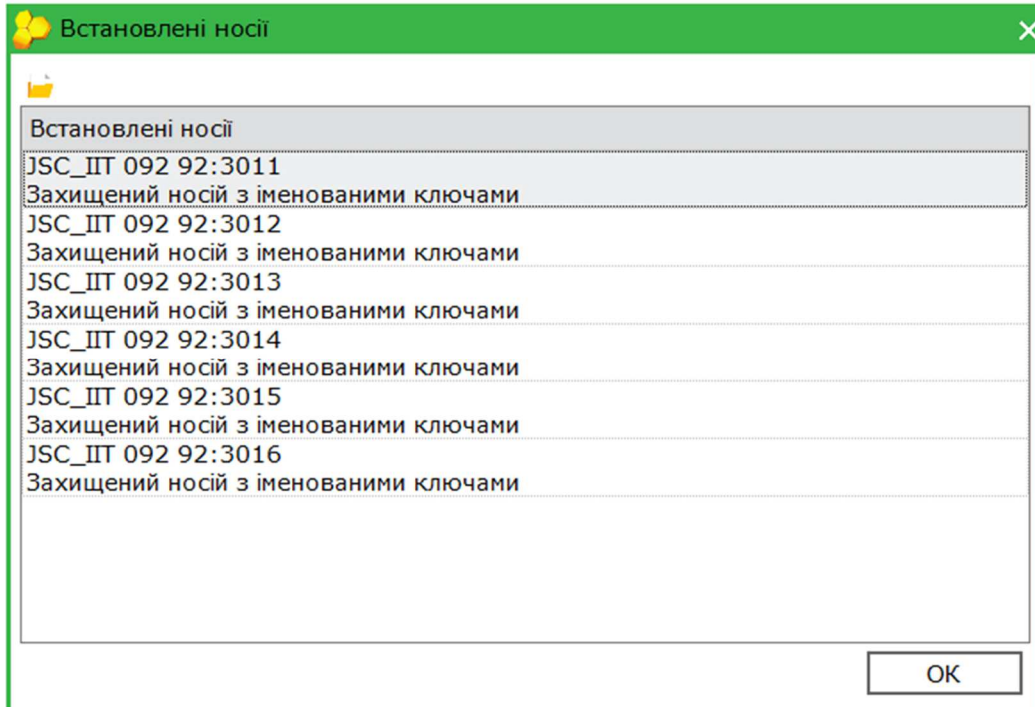 Встановлені носії
Встановлені носії
JSC_IIT 092 92:3011
Захищений носій з іменованими ключами
JSC_IIT 092 92:3012
Захищений носій з іменованими ключами
JSC_IIT 092 92:3013
Захищений носій з іменованими ключами
JSC_IIT 092 92:3014
Захищений носій з іменованими ключами
JSC_IIT 092 92:3015
Захищений носій з іменованими ключами
JSC_IIT 092 92:3016
Захищений носій з іменованими ключами
ОК